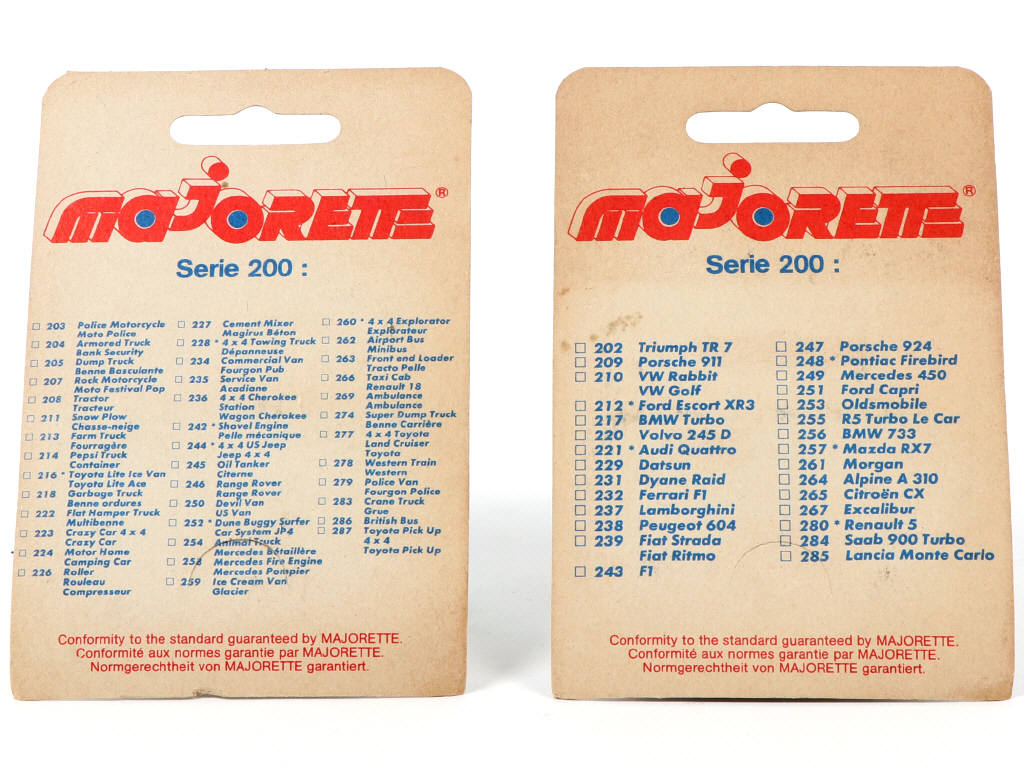 MAJORETTE ®
Serie 200 :
203 Police Motorcycle
Moto Police
204 Armored Truck
Bank Security
205 Dump Truck
Benne Basculante
207 Rock Motorcycle
Moto Festival Pop
208 Tractor
Tracteur
211 Snow Plow
Chasse-neige
213 Farm Truck
Fourragère
214 Pepsi Truck
Container
216 * Toyota Lite Ice Van
Toyota Lite Ace
218 Garbage Truck
Benne ordures
222 Flat Hamper Truck
Multibenne
223 Crazy Car 4 x 4
Crazy Car
224 Motor Home
Camping Car
226 Roller
Rouleau
Compresseur
227 Cement Mixer
Magirus Béton
228 * 4 x 4 Towing Truck
Dépanneuse
234 Commercial Van
Fourgon Pub
235 Service Van
Acadiane
236 4 x 4 Cherokee
Station
Wagan Cherokee
242 * Shovel Engine
Pelle mécanique
244 * 4 x 4 US Jeep
Jeep 4 x 4
245 Oil Tanker
Citerne
246 Range Rover
Range Rover
250 Devil Van
US Van
252 * Dune Buggy Surfer
Car System JP4
254 Animal Truck
Mercedes Bétaillère
258 Mercedes Fire Engine
Mercedes Pompier
259 Ice Cream Van
Glacier
260 * 4 x 4 Explorator
Explorateur
262 Airport Bus
Minibus
263 Front end Loader
Tracto Pelle
266 Taxi Cab
Renault 18
269 Ambulance
Ambulance
274 Super Dump Truck
Benne Carrière
277 4 x 4 Toyota
Land Cruiser
Toyota
278 Western Train
Western
279 Police Van
Fourgon Police
283 Crane Truck
Grue
286 British Bus
287 Toyota Pick Up
4 x 4
Toyota Pick Up
Conformity to the standard guaranteed by MAJORETTE.
Conformité aux normes garantie par MAJORETTE.
Normgerechtheit von MAJORETTE garantiert.
MAJORETTE ®
Serie 200 :
202 Triumph TR 7
209 Porsche 911
210 VW Rabbit
VW Golf
212 * Ford Escort XR3
217 BMW Turbo
220 Volvo 245 D
221 * Audi Quattro
229 Datsun
231 Dyane Raid
232 Ferrari F1
237 Lamborghini
238 Peugeot 604
239 Fiat Strada
Fiat Ritmo
243 F1
247 Porsche 924
248 * Pontiac Firebird
249 Mercedes 450
251 Ford Capri
253 Oldsmobile
255 R5 Turbo Le Car
256 BMW 733
257 * Mazda RX7
261 Morgan
264 Alpine A 310
265 Citroën CX
267 Excalibur
280 * Renault 5
284 Saab 900 Turbo
285 Lancia Monte Carlo
Conformity to the standard guaranteed by MAJORETTE.
Conformité aux normes garantie par MAJORETTE.
Normgerechtheit von MAJORETTE garantiert.